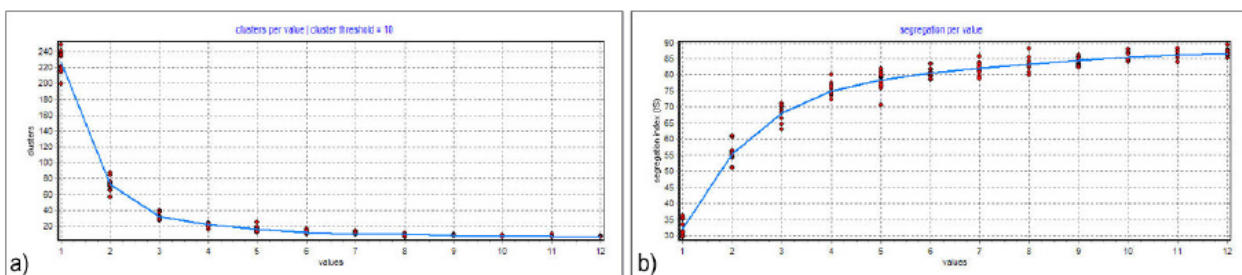 clusters per value | cluster threshold = 10
240
220
200
180
160
140
120
100
80
60
40
20
clusters
1 2 3 4 5 6 7 8 9 10 11 12
values
a)
segregation per value
90
85
80
75
70
65
60
55
50
45
40
35
30
segregation index (IS)
1 2 3 4 5 6 7 8 9 10 11 12
values
b)